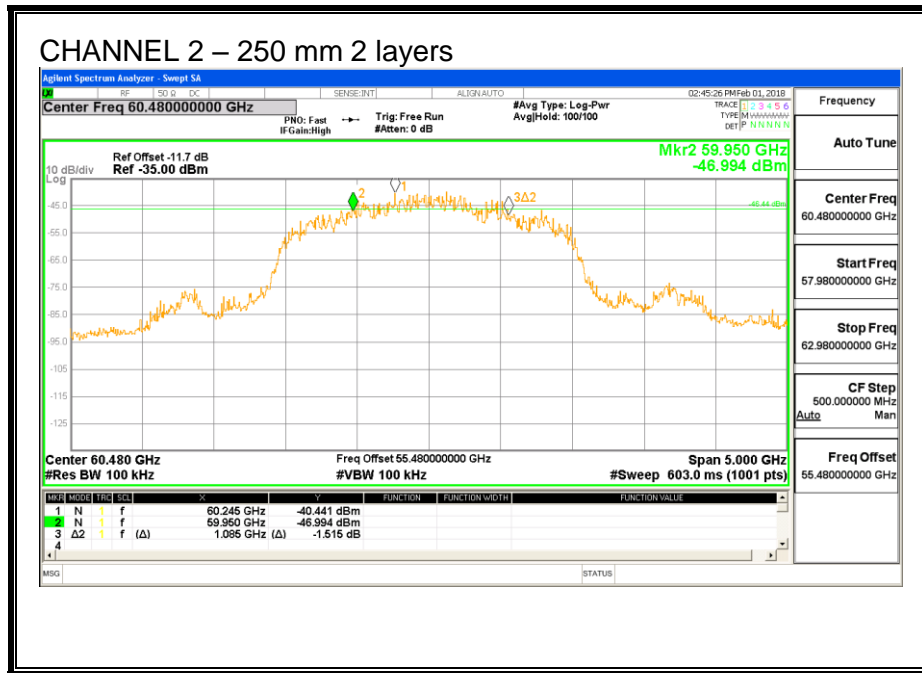 CHANNEL 2 – 250 mm 2 layers
Agilent Spectrum Analyzer - Swept SA
LXI RF 50 Ω DC SENSE:INT ALIGN AUTO 02:45:26 PM Feb 01, 2018
Center Freq 60.480000000 GHz
#Avg Type: Log-Pwr
TRACE 1 2 3 4 5 6
PNO: Fast Trig: Free Run Avg|Hold: 100/100
TYPE M WWWWW
IFGain:High #Atten: 0 dB
DET P N N N N N
Frequency
Mkr2 59.950 GHz
-46.994 dBm
Ref Offset -11.7 dB
10 dB/div Ref -35.00 dBm
Log
2
1
3Δ2
-46.44 dBm
-45.0
-55.0
-65.0
-75.0
-85.0
-95.0
-105
-115
-125
Center 60.480 GHz Freq Offset 55.480000000 GHz Span 5.000 GHz
#Res BW 100 kHz #VBW 100 kHz #Sweep 603.0 ms (1001 pts)
MKR MODE TRC SCL X Y FUNCTION FUNCTION WIDTH FUNCTION VALUE
1 N 1 f 60.245 GHz -40.441 dBm
2 N 1 f 59.950 GHz -46.994 dBm
3 Δ2 1 f (Δ) 1.085 GHz (Δ) -1.515 dB
4
MSG STATUS
Auto Tune
Center Freq
60.480000000 GHz
Start Freq
57.980000000 GHz
Stop Freq
62.980000000 GHz
CF Step
500.000000 MHz
Auto Man
Freq Offset
55.480000000 GHz